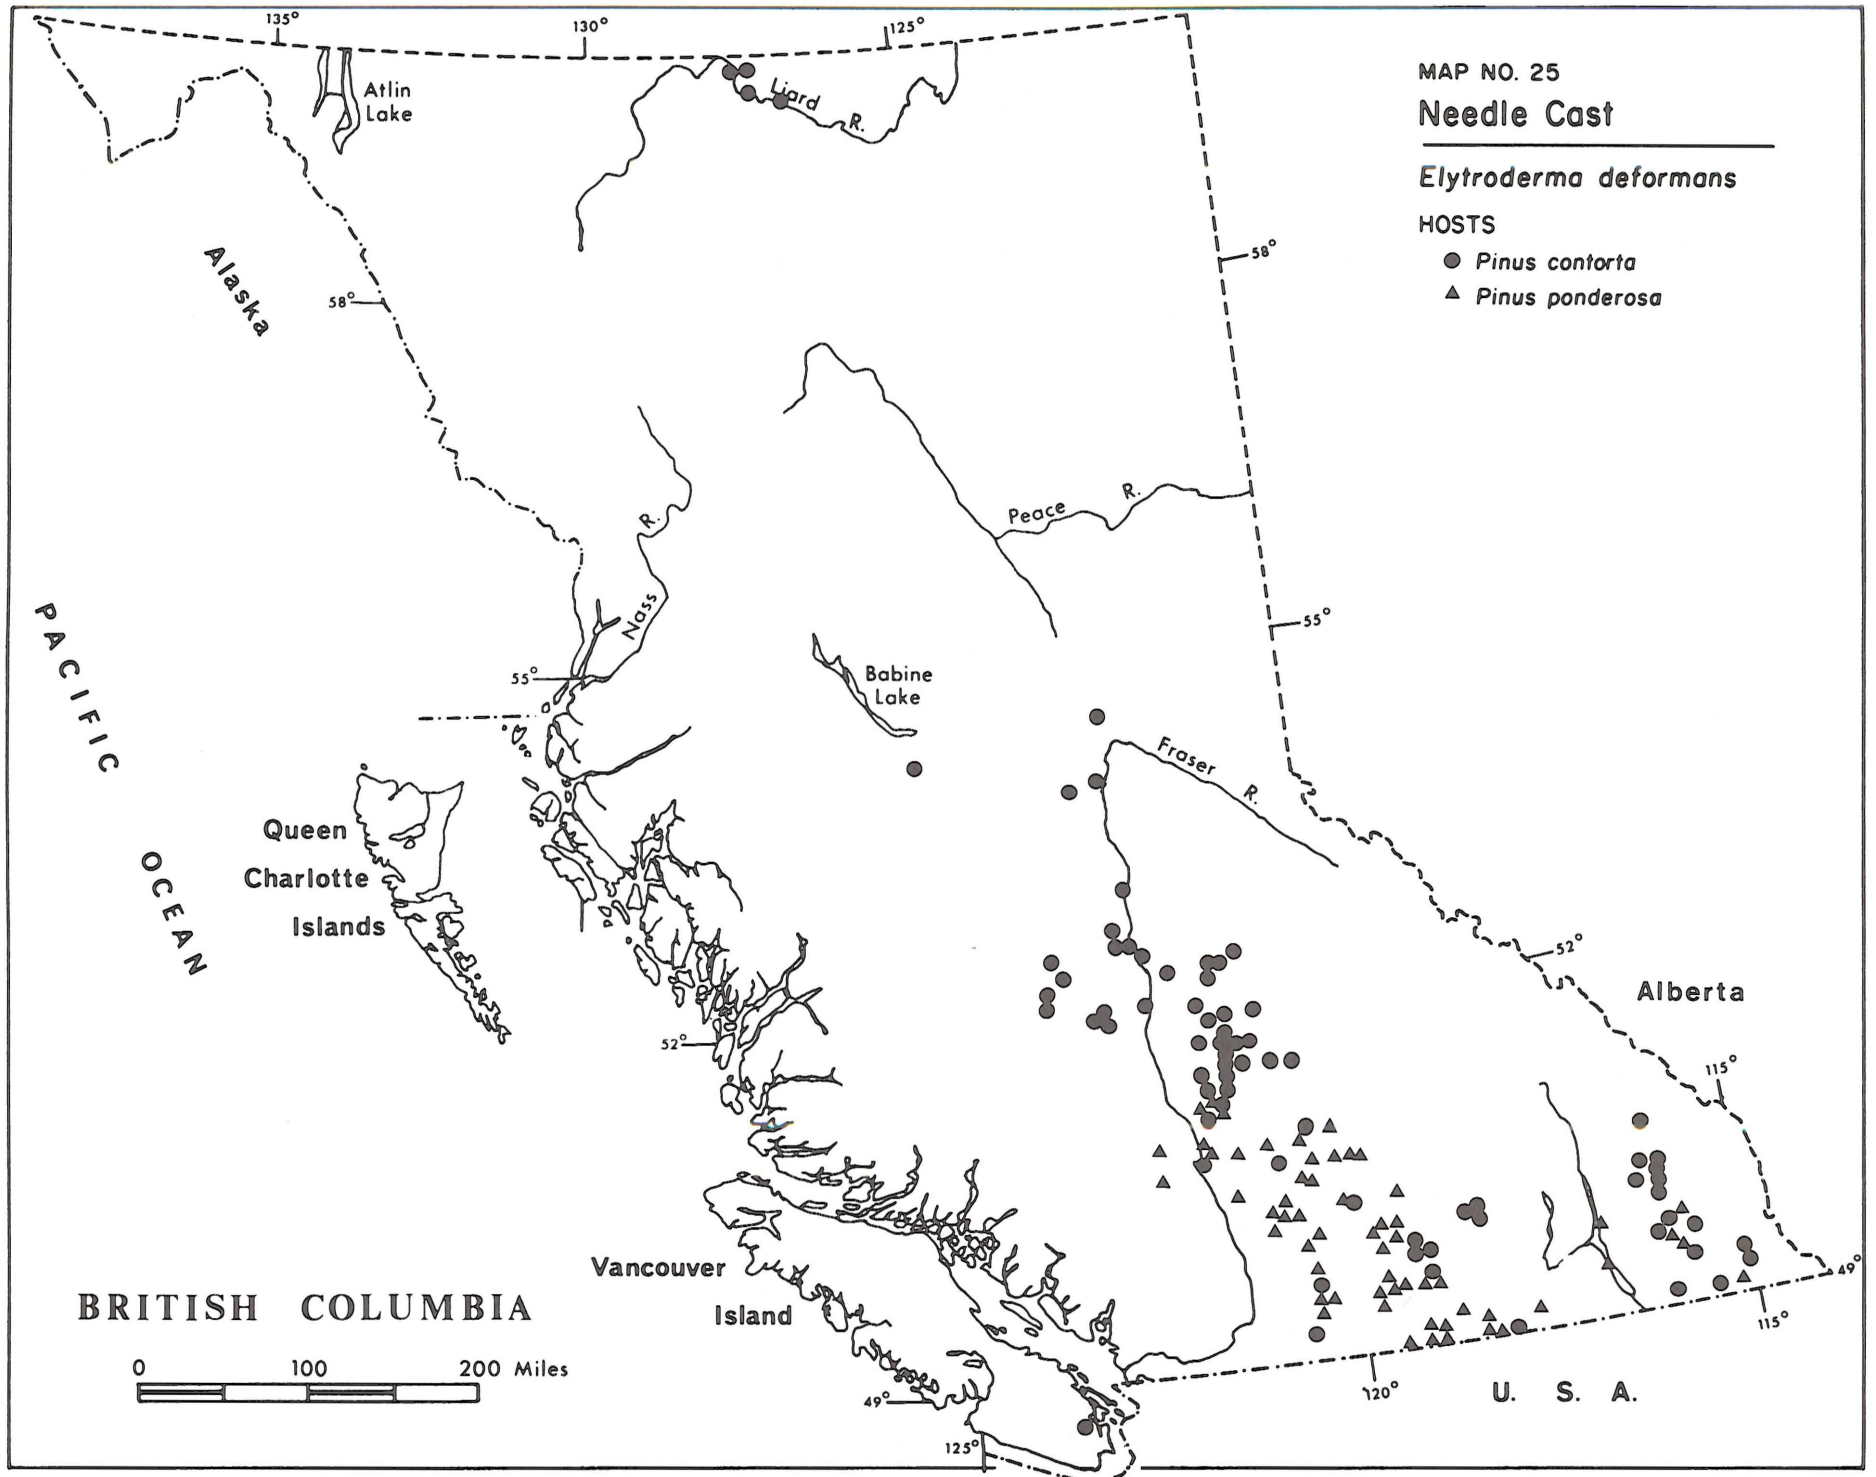 135°
130°
125°
Atlin
Lake
Liard
R.
MAP NO. 25
Needle Cast
Elytroderma deformans
HOSTS
Pinus contorta
Pinus ponderosa
58°
Alaska
58°
Peace
R.
R.
Nass
55°
55°
Babine
Lake
PACIFIC
OCEAN
Fraser
R.
Queen
Charlotte
Islands
52°
Alberta
52°
115°
Vancouver
Island
49°
BRITISH COLUMBIA
0 100 200 Miles
115°
120°
U. S. A.
49°
125°